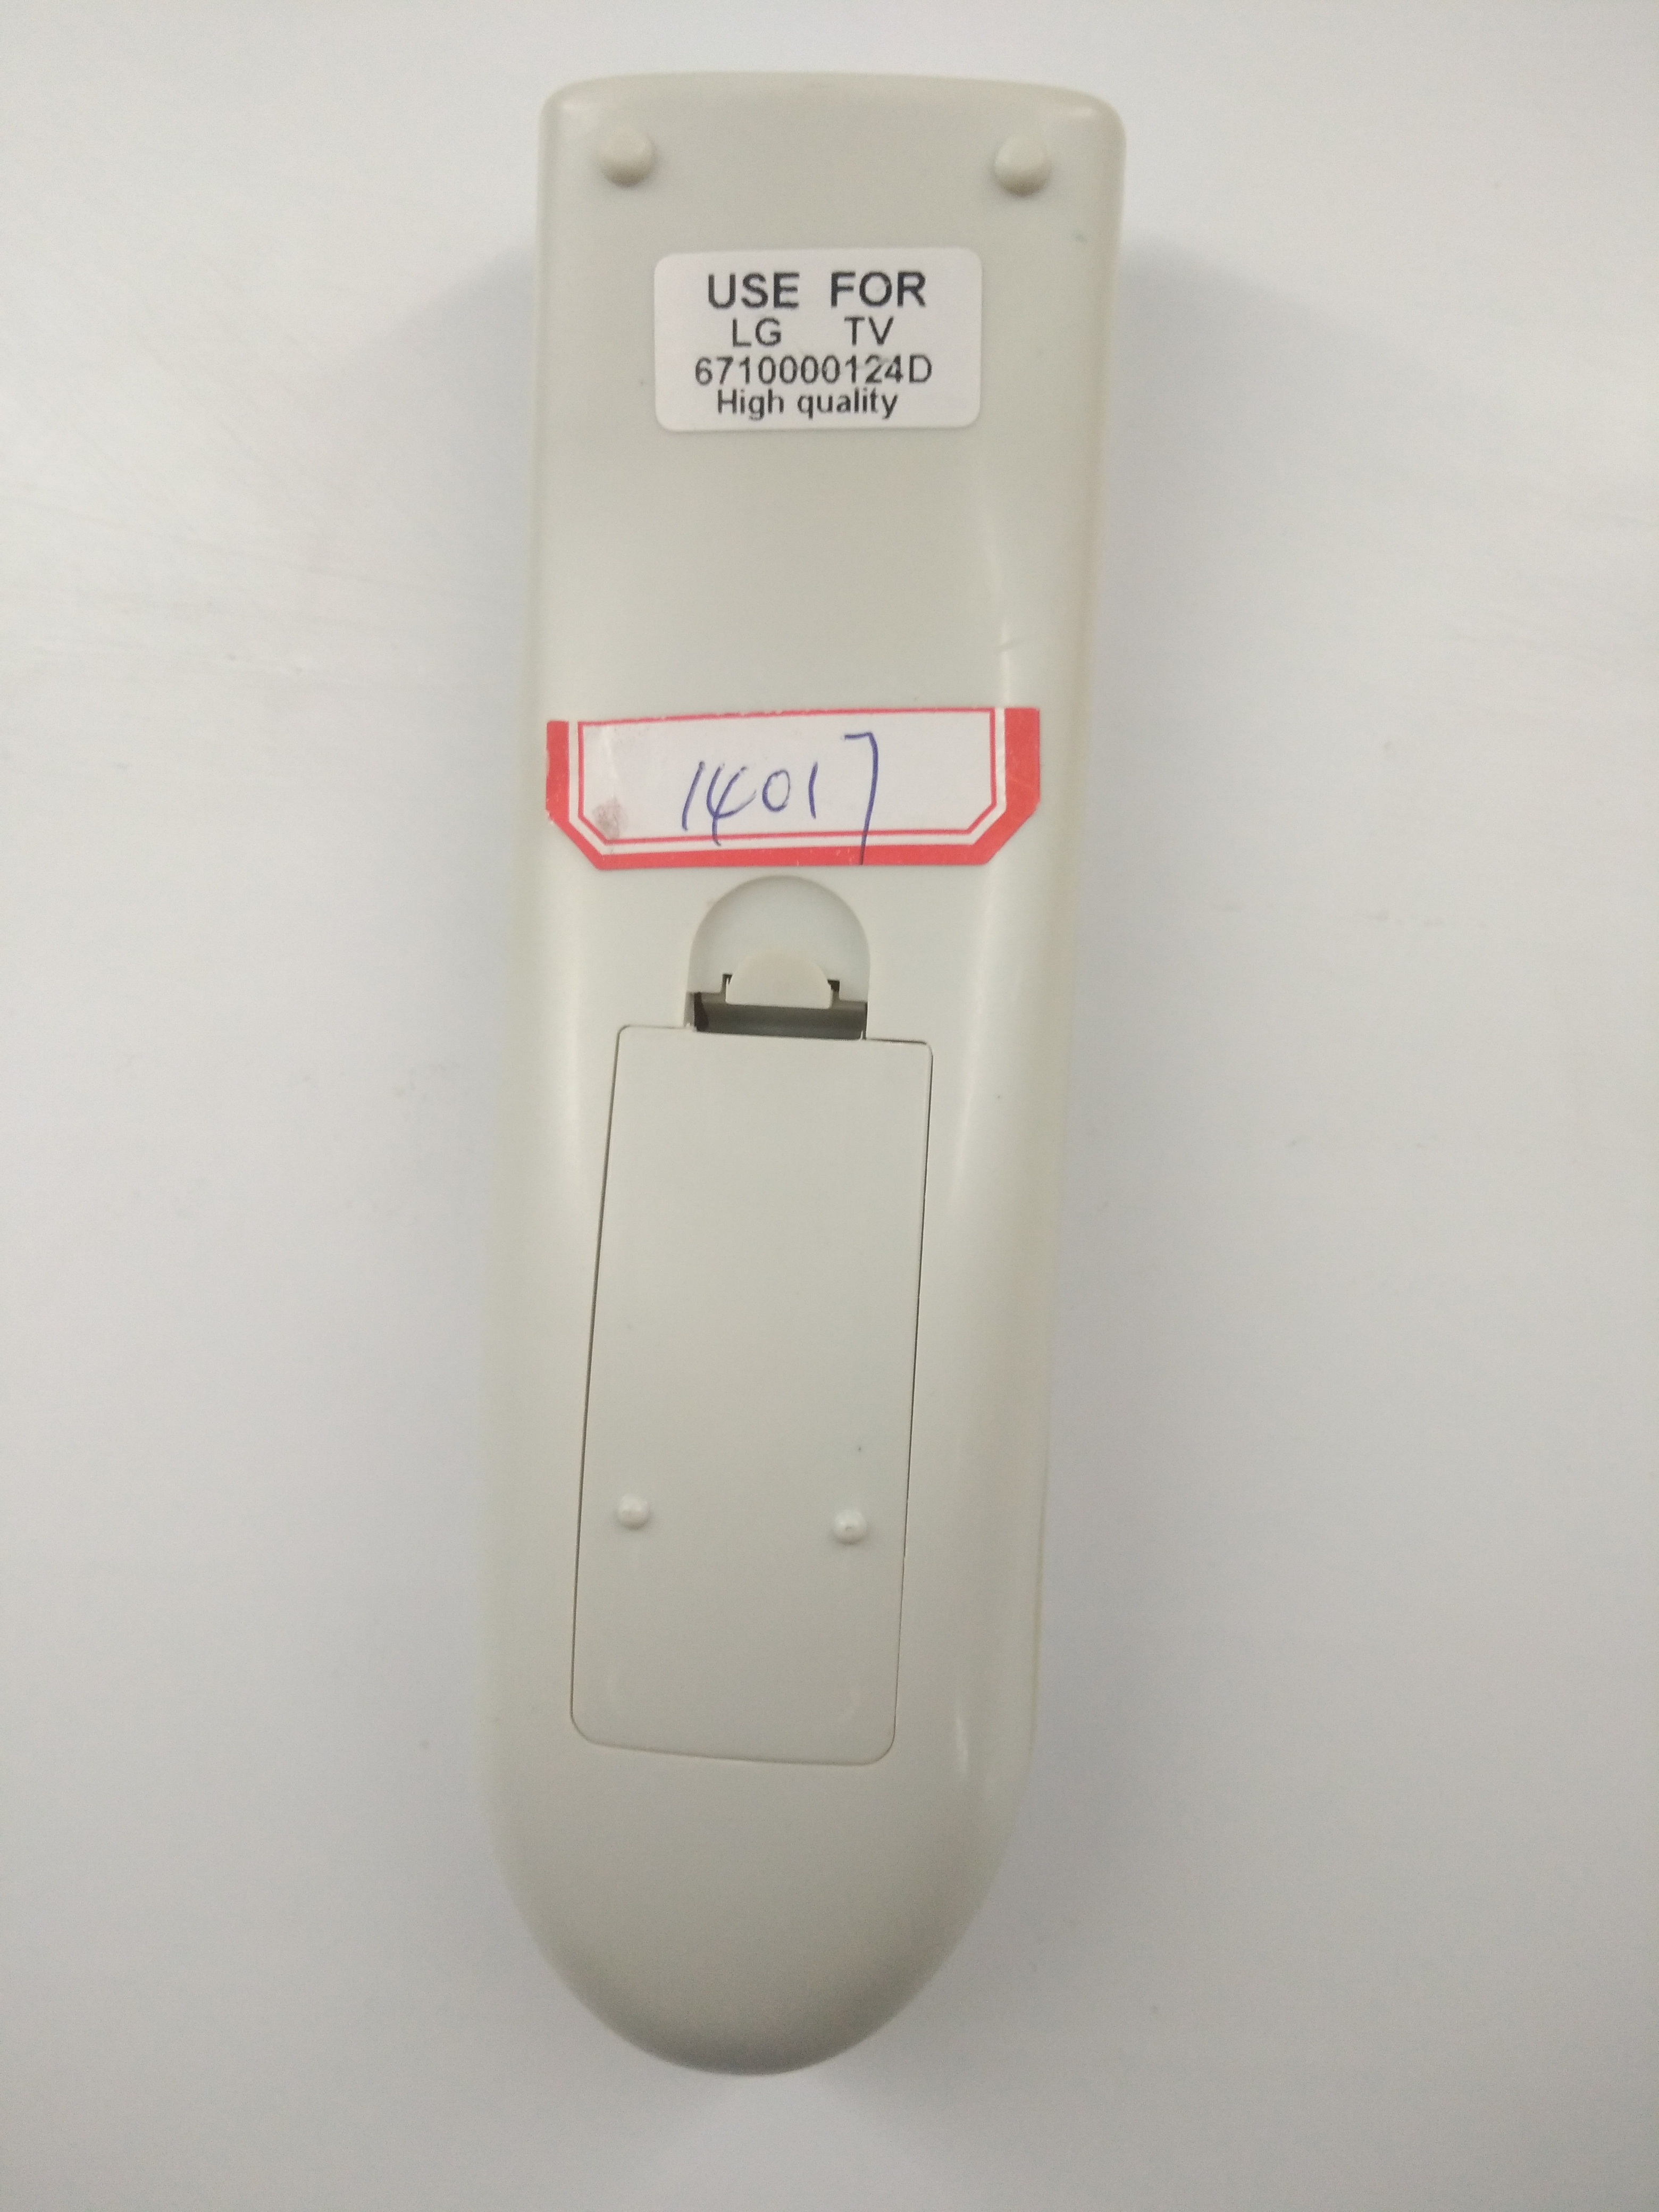 USE FOR
LG TV
6710000124D
High quality
14017